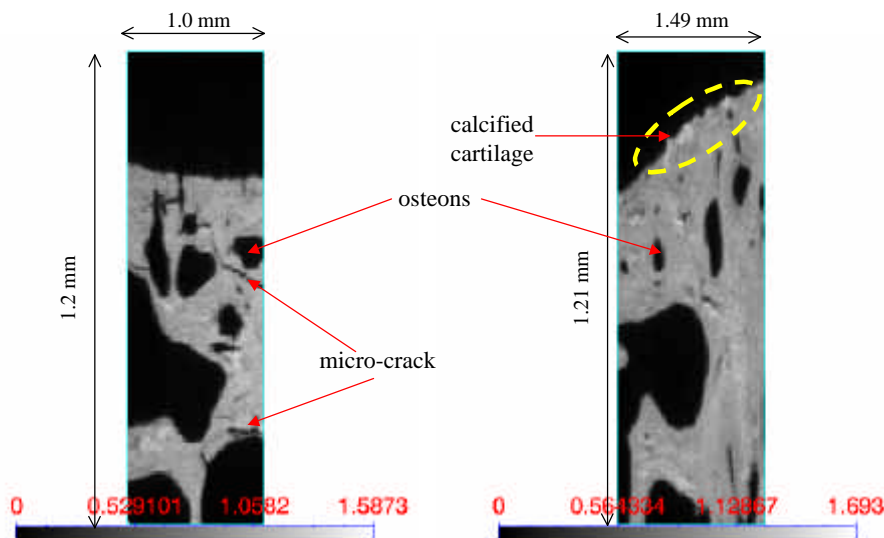 1.0 mm
1.49 mm
calcified
cartilage
osteons
1.2 mm
1.21 mm
micro-crack
0 0.529101 1.0582 1.5873
0 0.564334 1.12867 1.693